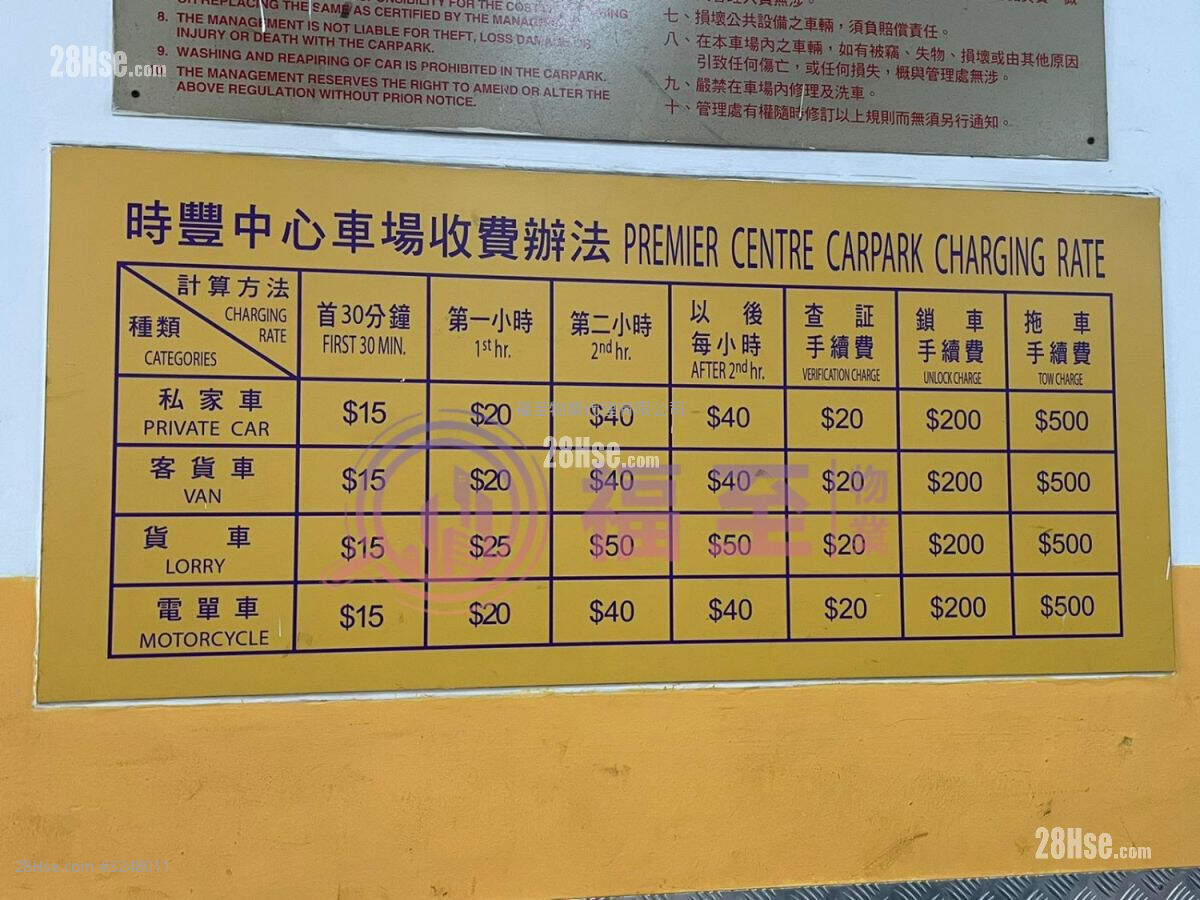 OR REPLACING THE SAME AS CERTIFIED BY THE
8. THE MANAGEMENT IS NOT LIABLE FOR THEFT, LOSS DAMAGE OR
INJURY OR DEATH WITH THE CARPARK.
9. WASHING AND REAPIRING OF CAR IS PROHIBITED IN THE CARPARK.
THE MANAGEMENT RESERVES THE RIGHT TO AMEND OR ALTER THE
ABOVE REGULATION WITHOUT PRIOR NOTICE.
七、損壞公共設備之車輛，須負賠償責任。
八、在本車場內之車輛，如有被竊、失物、損壞或由其他原因
引致任何傷亡，或任何損失，概與管理處無涉。
九、嚴禁在車場內修理及洗車。
十、管理處有權隨時修訂以上規則而無須另行通知。
28Hse.com
時豐中心車場收費辦法 PREMIER CENTRE CARPARK CHARGING RATE
計算方法
CHARGING
RATE
種類
CATEGORIES
首30分鐘
FIRST 30 MIN.
第一小時
1st hr.
第二小時
2nd hr.
以後
每小時
AFTER 2nd hr.
查証
手續費
VERIFICATION CHARGE
鎖車
手續費
UNLOCK CHARGE
拖車
手續費
TOW CHARGE
私家車
PRIVATE CAR
$15 $20 $40 $40 $20 $200 $500
客貨車
VAN
$15 $20 $40 $40 $20 $200 $500
貨車
LORRY
$15 $25 $50 $50 $20 $200 $500
電單車
MOTORCYCLE
$15 $20 $40 $40 $20 $200 $500
28Hse.com
福至物業
28Hse.com